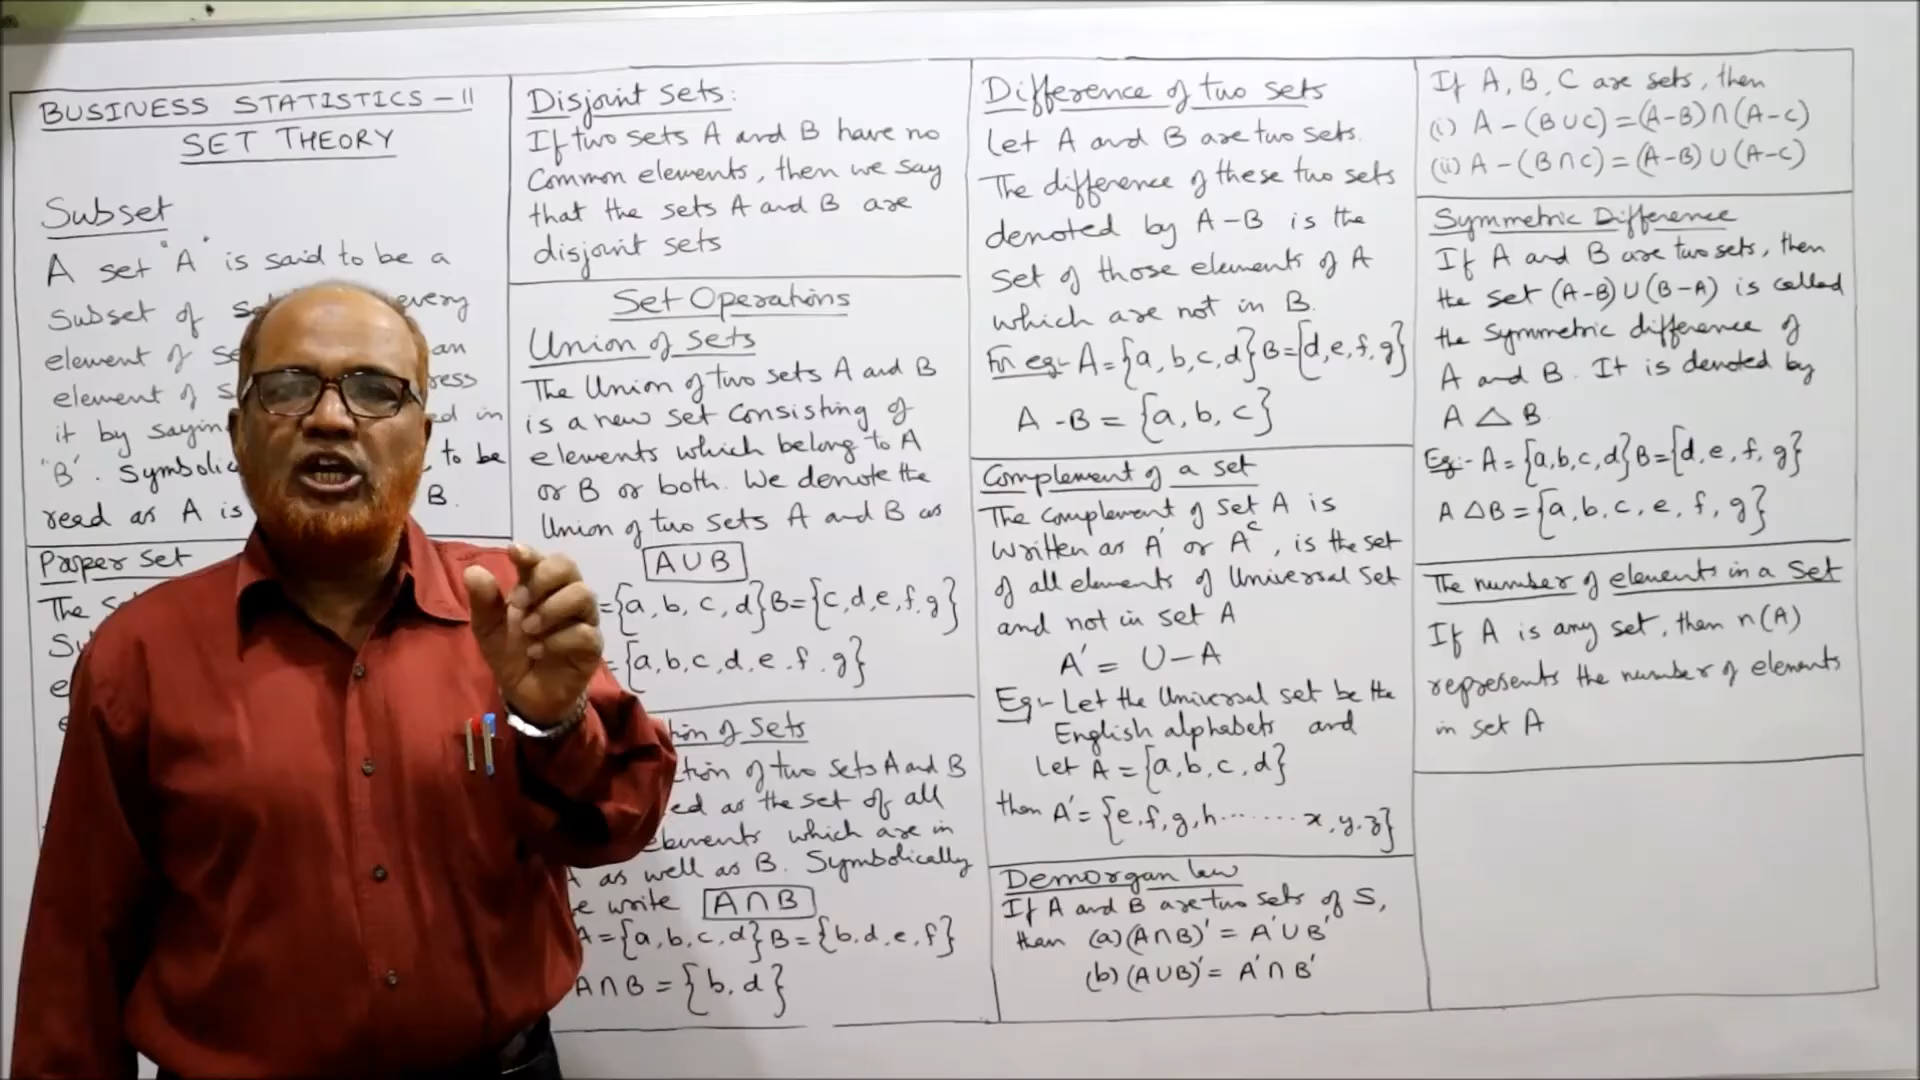 BUSINESS STATISTICS - II
SET THEORY
Subset
A set "A" is said to be a
subset of every
element of an
element of
it by saying in
"B". Symbolic to be
read as A is B.
Proper Set
The
Disjoint Sets:
If two sets A and B have no
Common elements, then we say
that the sets A and B are
disjoint sets
Set Operations
Union of Sets
The Union of two sets A and B
is a new set consisting of
elements which belong to A
or B or both. We denote the
Union of two sets A and B as
A∪B
={a, b, c, d} B={c,d,e,f,g}
={a,b,c,d,e,f,g}
of Sets
of two sets A and B
as the set of all
elements which are in
A as well as B. Symbolically
write A∩B
A={a,b,c,d} B={b,d,e,f}
A∩B = {b,d}
Difference of two sets
Let A and B are two sets.
The difference of these two sets
denoted by A-B is the
set of those elements of A
which are not in B.
For eg:- A={a,b,c,d} B={d,e,f,g}
A-B = {a,b,c}
Complement of a set
The complement of set A is
written as A' or Aᶜ, is the set
of all elements of Universal set
and not in set A
A' = U-A
Eg:- Let the Universal set be the
English alphabets and
Let A = {a,b,c,d}
then A'={e,f,g,h.......x,y,z}
Demorgan law
If A and B are two sets of S,
then (a) (A∩B)' = A'∪B'
(b) (A∪B)' = A'∩B'
If A, B, C are sets, then
(i) A-(B∪C)=(A-B)∩(A-C)
(ii) A-(B∩C)=(A-B)∪(A-C)
Symmetric Difference
If A and B are two sets, then
the set (A-B)∪(B-A) is called
the symmetric difference of
A and B. It is denoted by
A△B.
Eg:- A={a,b,c,d} B={d,e,f,g}
A△B={a,b,c,e,f,g}
The number of elements in a set
If A is any set, then n(A)
represents the number of elements
in set A